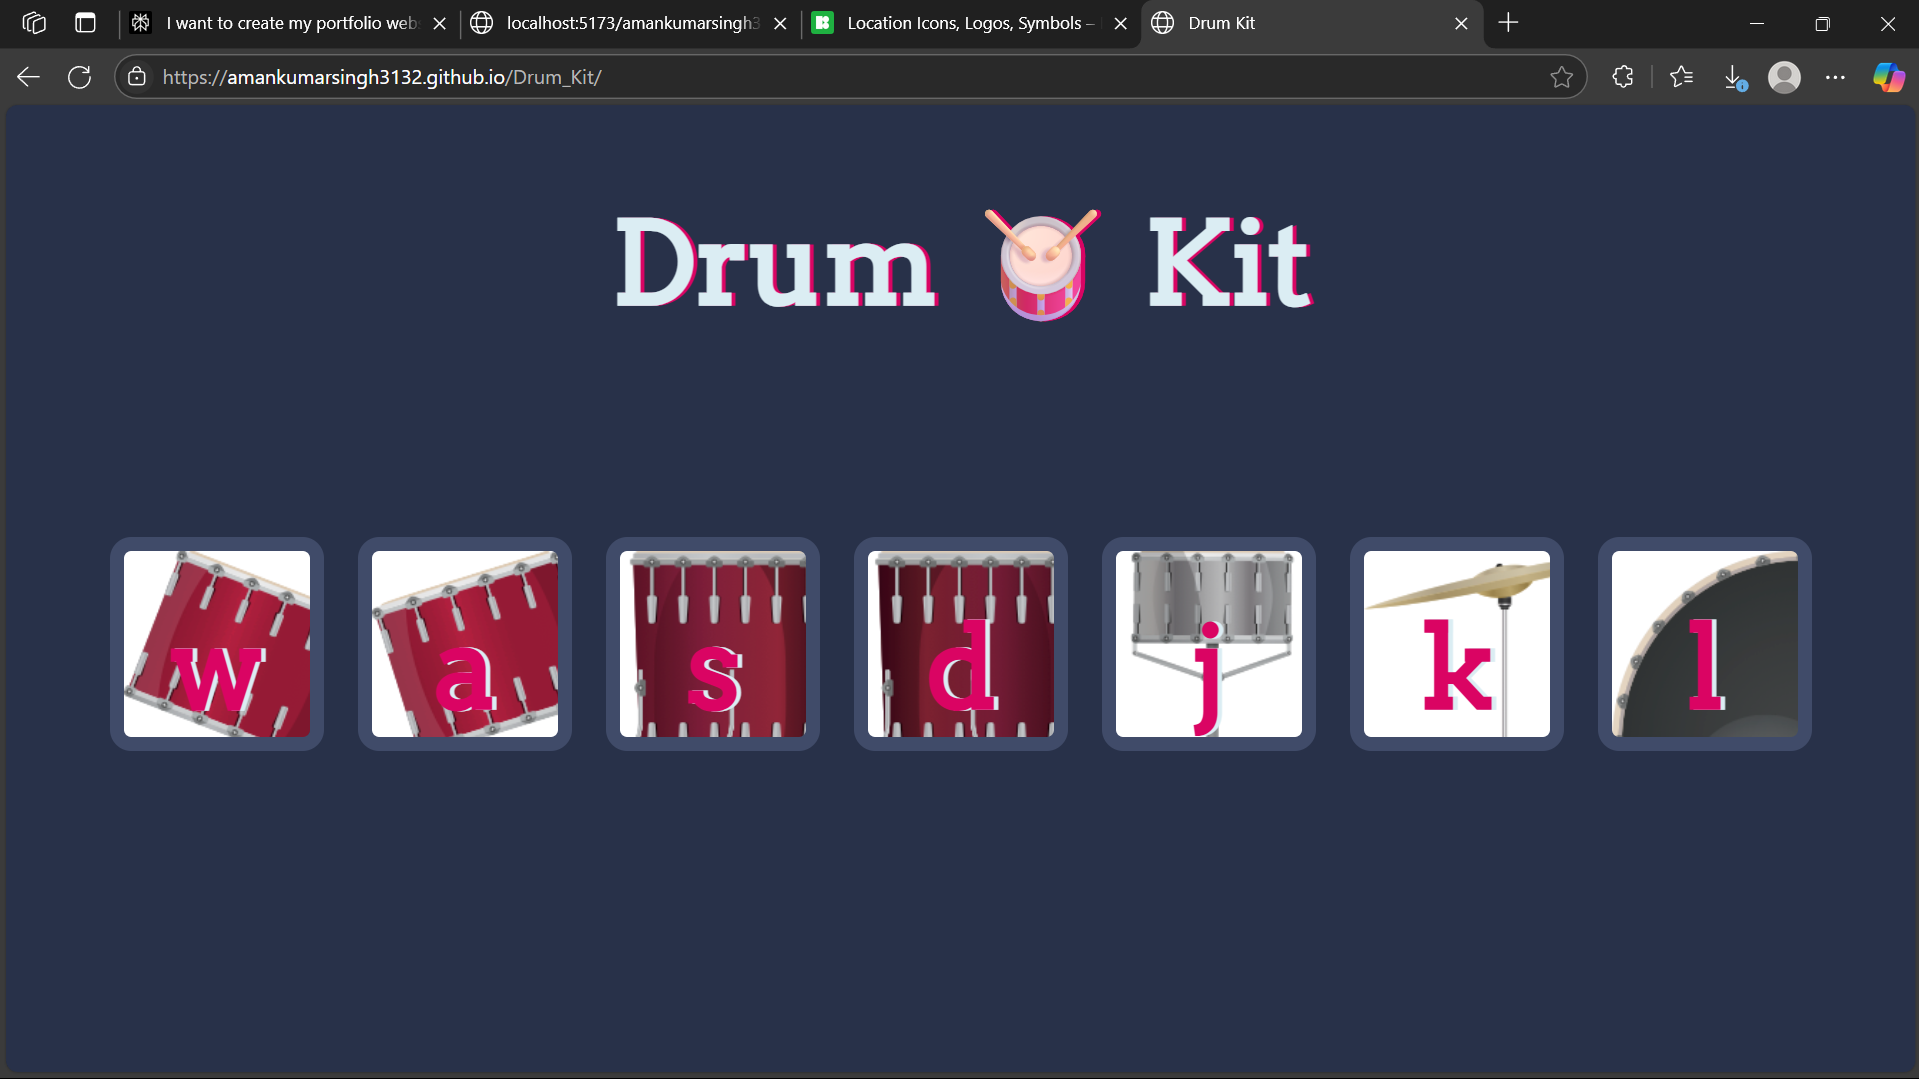 I want to create my portfolio web
localhost:5173/amankumarsingh3
Location Icons, Logos, Symbols –
Drum Kit
https://amankumarsingh3132.github.io/Drum_Kit/
Drum 🥁 Kit
w
a
s
d
j
k
l